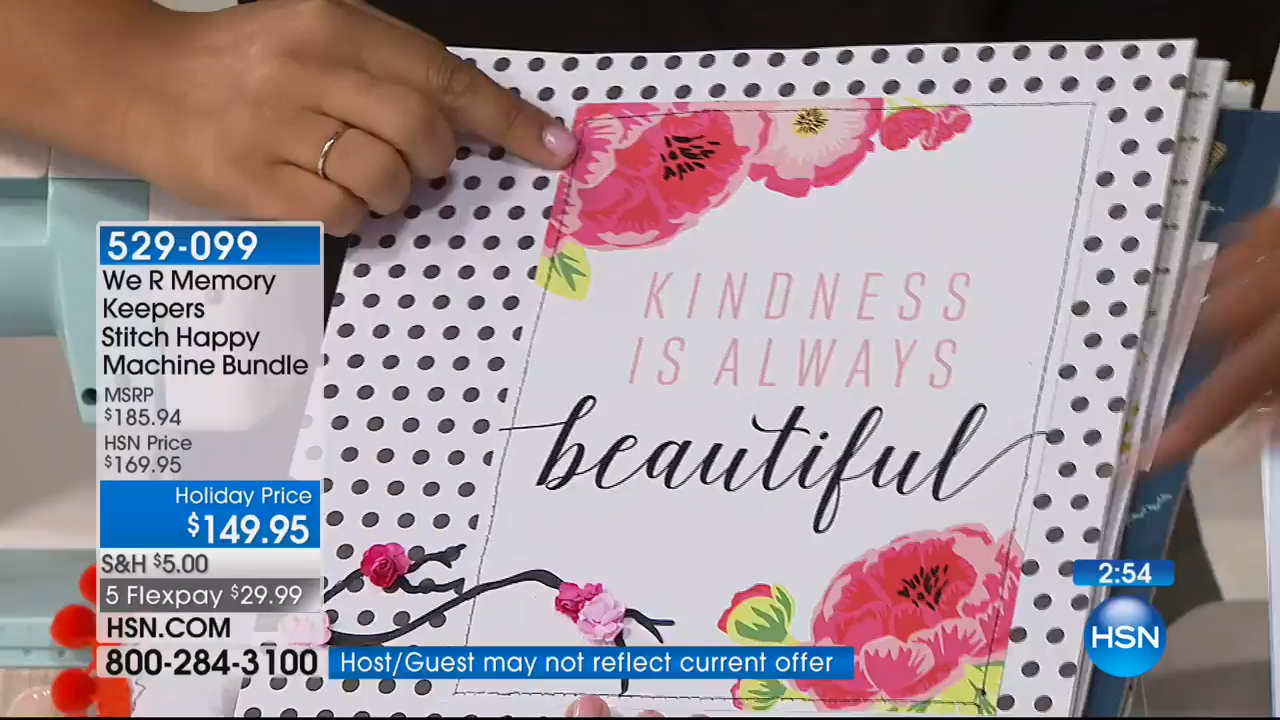 529-099
We R Memory
Keepers
Stitch Happy
Machine Bundle
MSRP
$185.94
HSN Price
$169.95
Holiday Price
$149.95
S&H $5.00
5 Flexpay $29.99
HSN.COM
800-284-3100
Host/Guest may not reflect current offer
KINDNESS
IS ALWAYS
beautiful
2:54
HSN